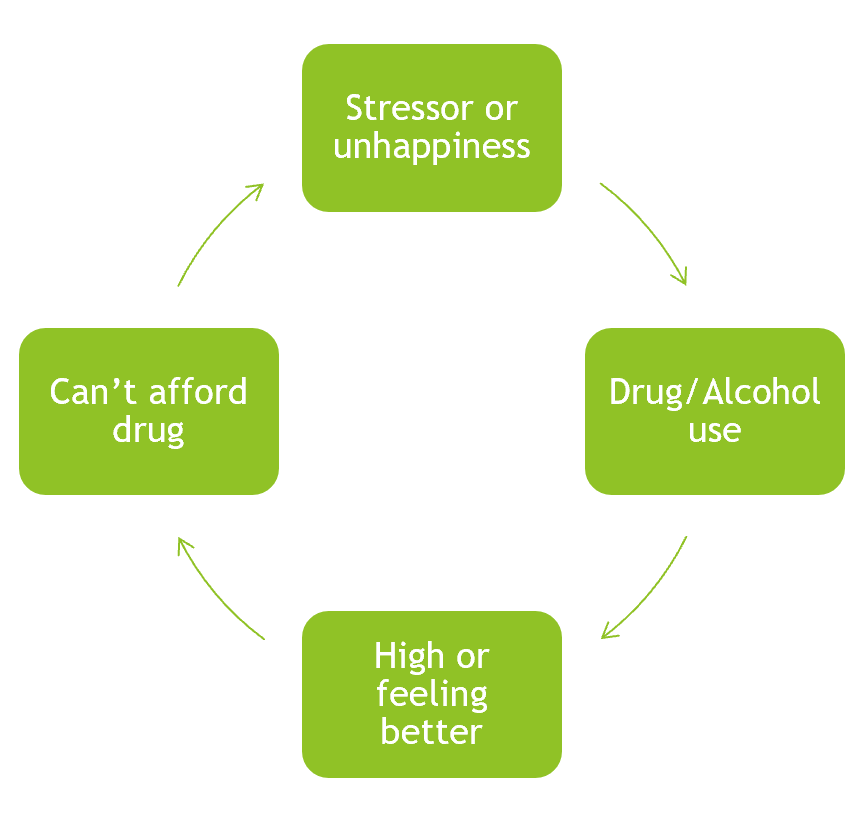 Stressor or
unhappiness
Drug/Alcohol
use
High or
feeling
better
Can’t afford
drug